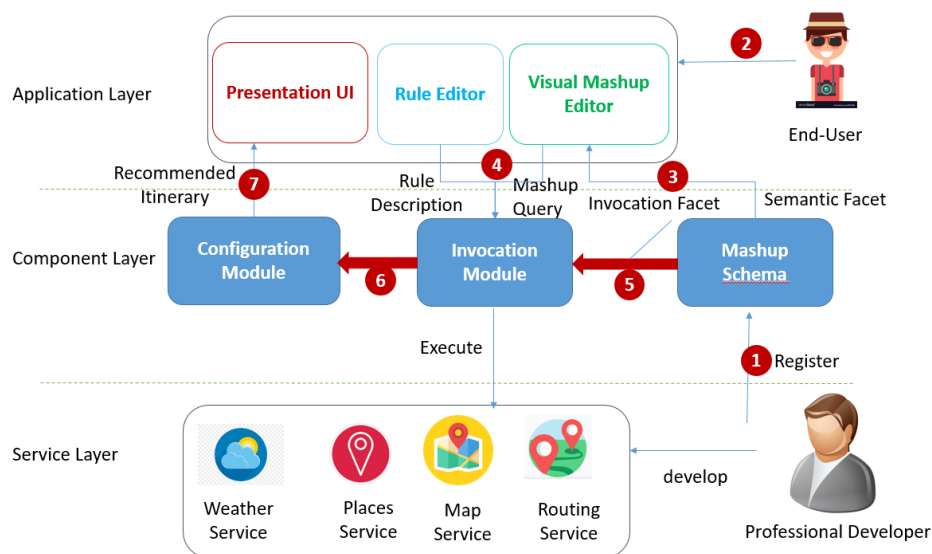 2
Application Layer
Presentation UI
Rule Editor
Visual Mashup
Editor
End-User
4
3
7
Recommended
Itinerary
Rule
Description
Mashup
Query
Invocation Facet
Semantic Facet
Component Layer
Configuration
Module
Invocation
Module
Mashup
Schema
6
5
Execute
1
Register
Service Layer
Weather
Service
Places
Service
Map
Service
Routing
Service
develop
Professional Developer